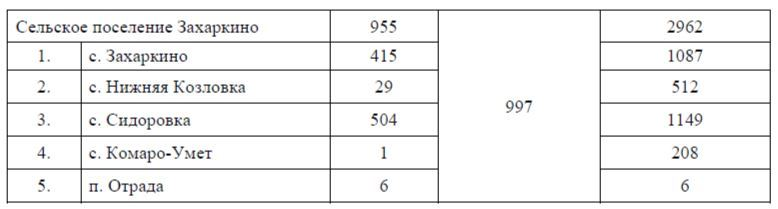 Сельское поселение Захаркино 955 997 2962
1. с. Захаркино 415 1087
2. с. Нижняя Козловка 29 512
3. с. Сидоровка 504 1149
4. с. Комаро-Умет 1 208
5. п. Отрада 6 6